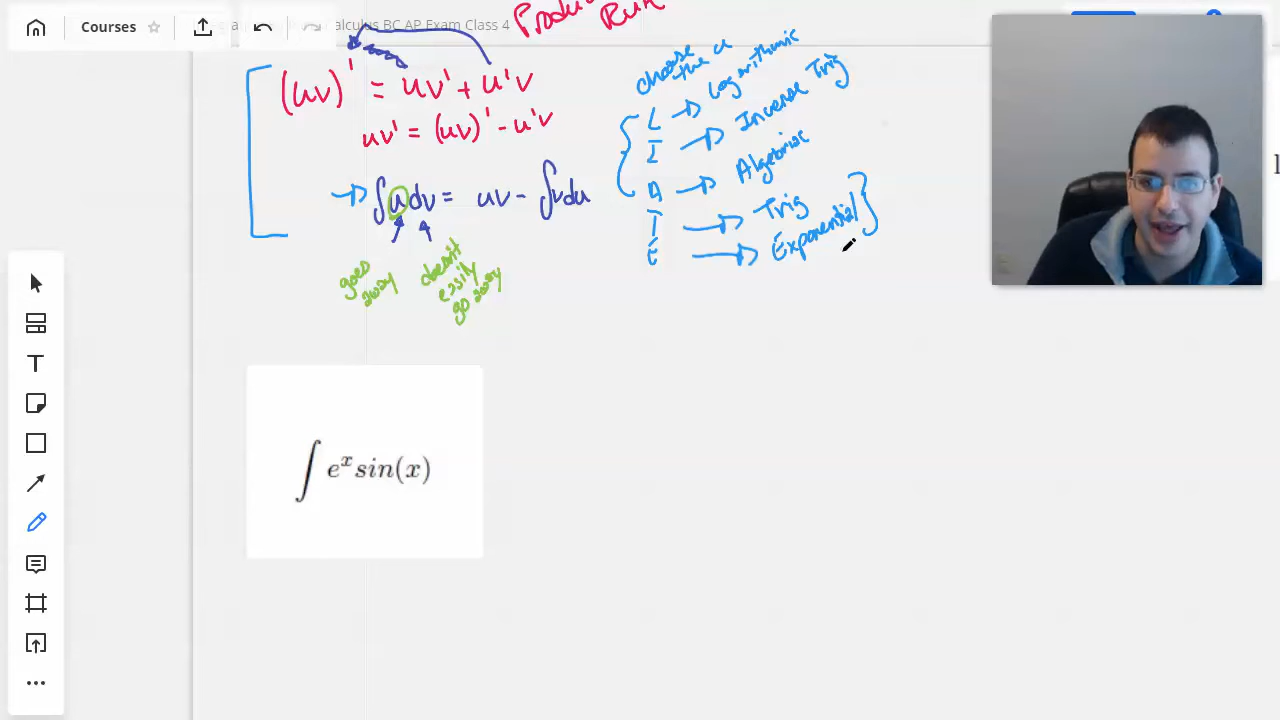 Courses
Calculus BC AP Exam Class 4
Product
Rule
(uv)' = uv' + u'v
uv' = (uv)' - u'v
∫udv = uv - ∫vdu
goes
away
doesn't
easily
go away
choose
the u
L → Logarithmic
I → Inverse Trig
A → Algebraic
T → Trig
E → Exponential
∫ e^x sin(x)
T